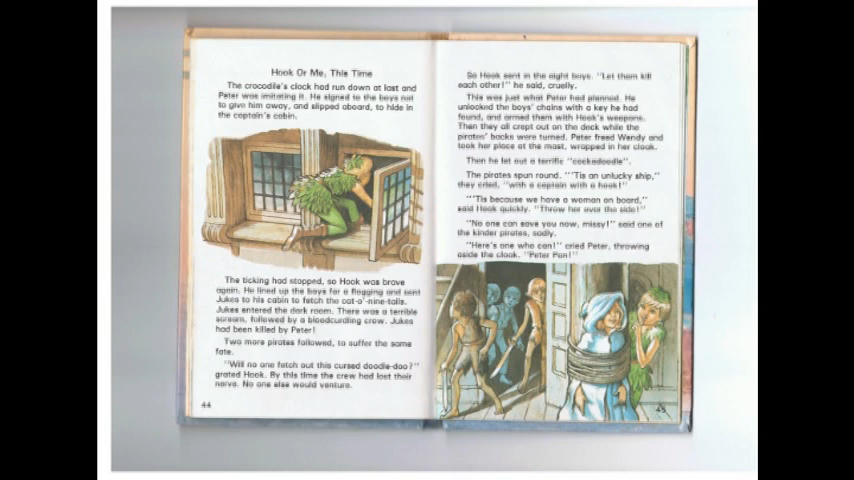 Hook Or Me, This Time
The crocodile's clock had run down at last and
Peter was imitating it. He signed to the boys not
to give him away, and slipped aboard, to hide in
the captain's cabin.
The ticking had stopped, so Hook was brave
again. He lined up the boys for a flogging and sent
Jukes to his cabin to fetch the cat-o'-nine-tails.
Jukes entered the dark room. There was a terrible
scream, followed by a bloodcurdling crow. Jukes
had been killed by Peter!
Two more pirates followed, to suffer the same
fate.
"Will no one fetch out this cursed doodle-doo?"
grated Hook. By this time the crew had lost their
nerve. No one else would venture.
44
So Hook sent in the eight boys. "Let them kill
each other!" he said, cruelly.
This was just what Peter had planned. He
unlocked the boys' chains with a key he had
found, and armed them with Hook's weapons.
Then they all crept out on the deck while the
pirates' backs were turned. Peter freed Wendy and
took her place at the mast, wrapped in her cloak.
Then he let out a terrific "cockadoodle".
The pirates spun round. "'Tis an unlucky ship,"
they cried, "with a captain with a hook!"
"'Tis because we have a woman on board,"
said Hook quickly. "Throw her over the side!"
"No one can save you now, missy!" said one of
the kinder pirates, sadly.
"Here's one who can!" cried Peter, throwing
aside the cloak. "Peter Pan!"
45